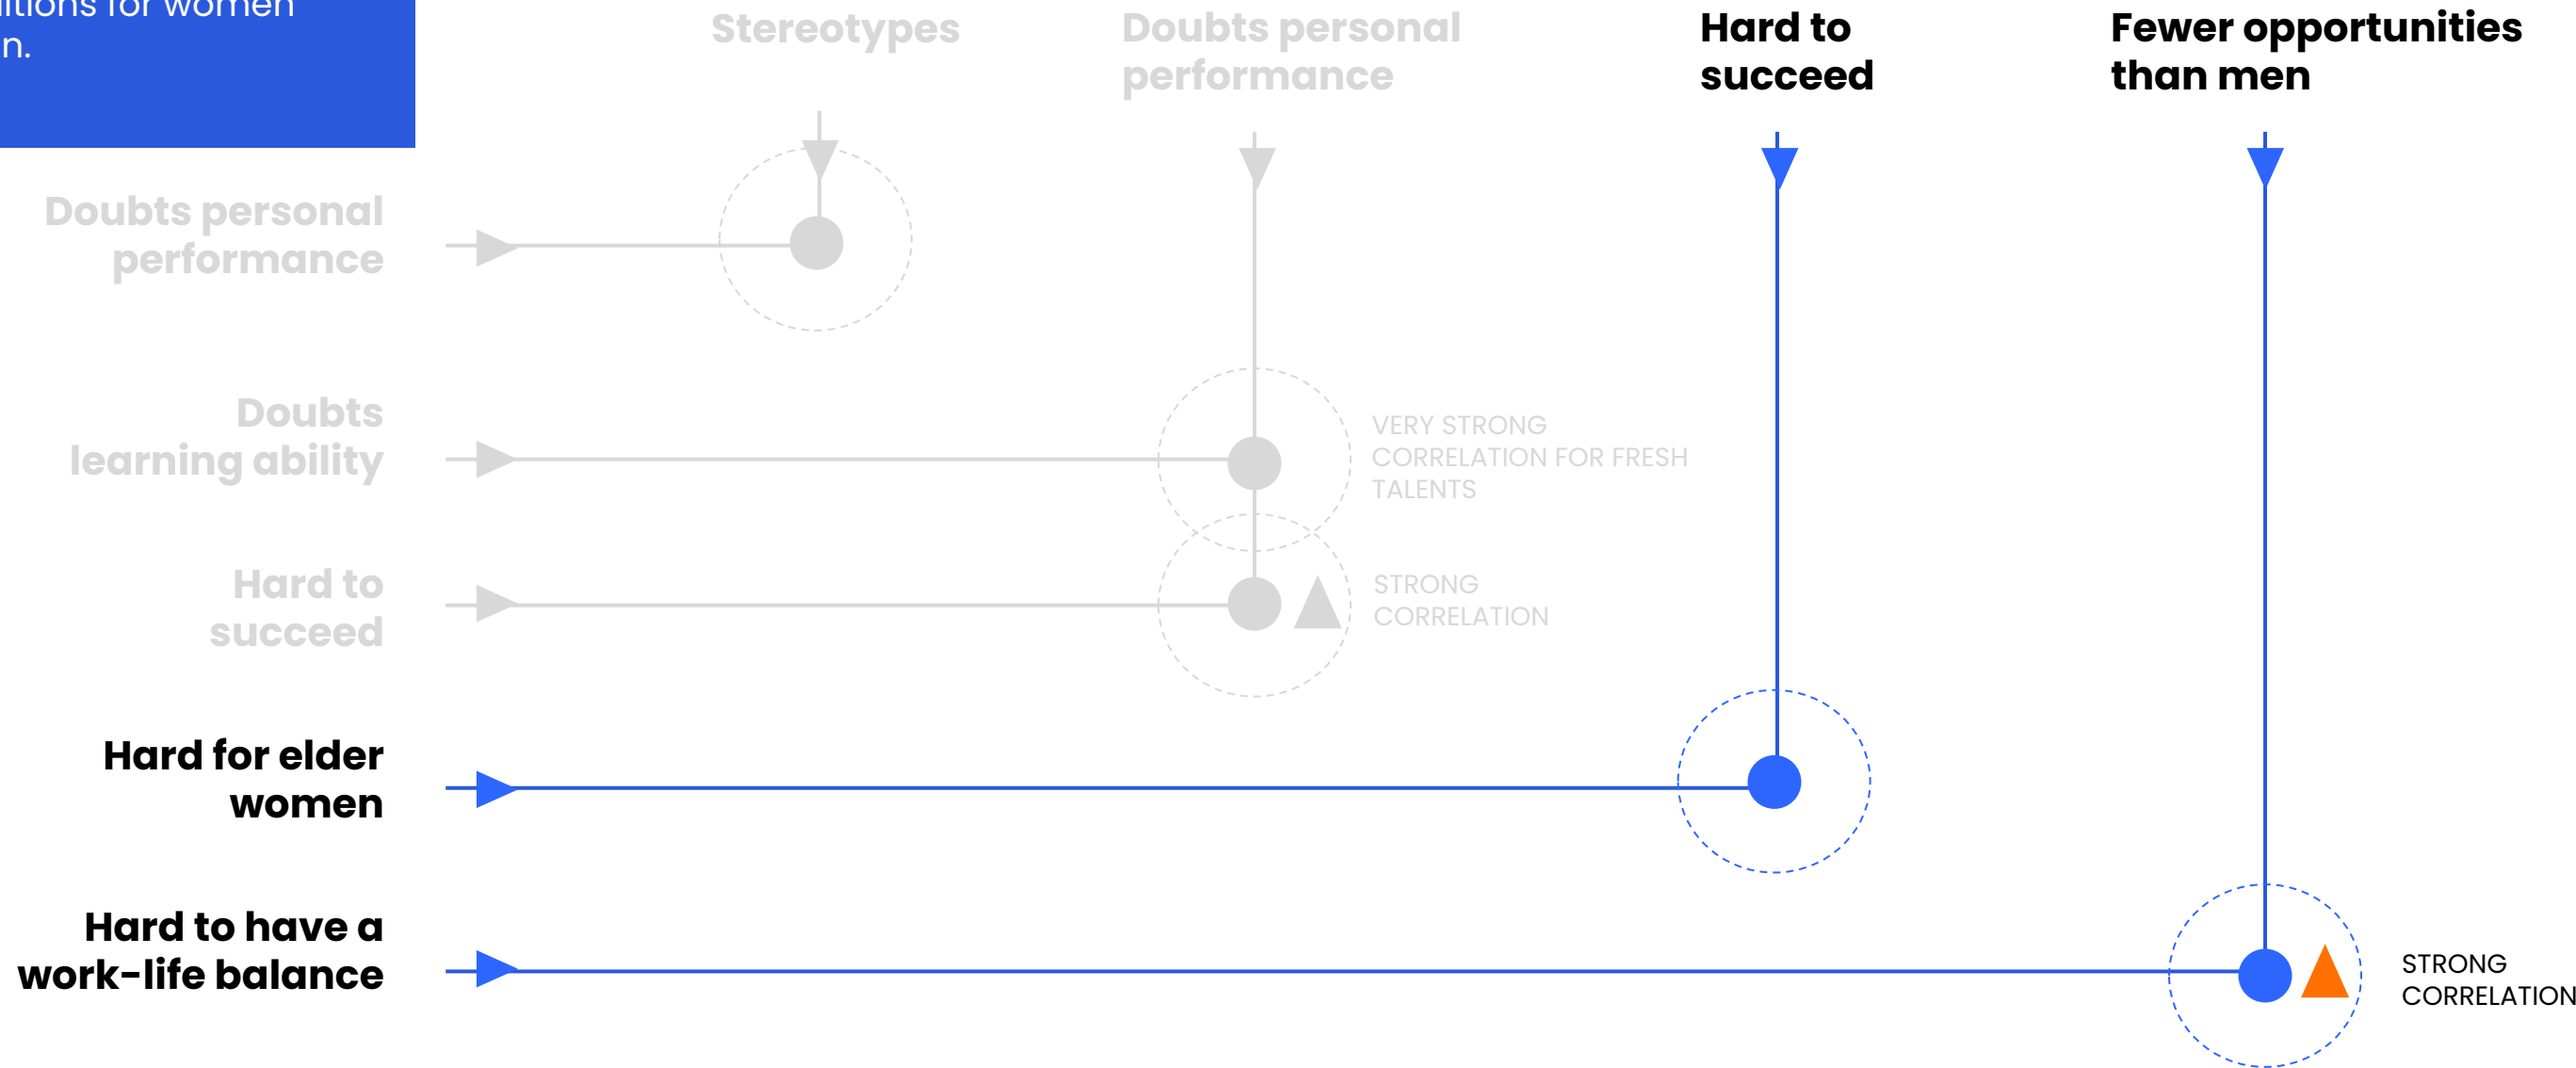 for women
n.
Stereotypes
Doubts personal
performance
Hard to
succeed
Fewer opportunities
than men
Doubts personal
performance
Doubts
learning ability
VERY STRONG
CORRELATION FOR FRESH
TALENTS
Hard to
succeed
STRONG
CORRELATION
Hard for elder
women
Hard to have a
work-life balance
STRONG
CORRELATION